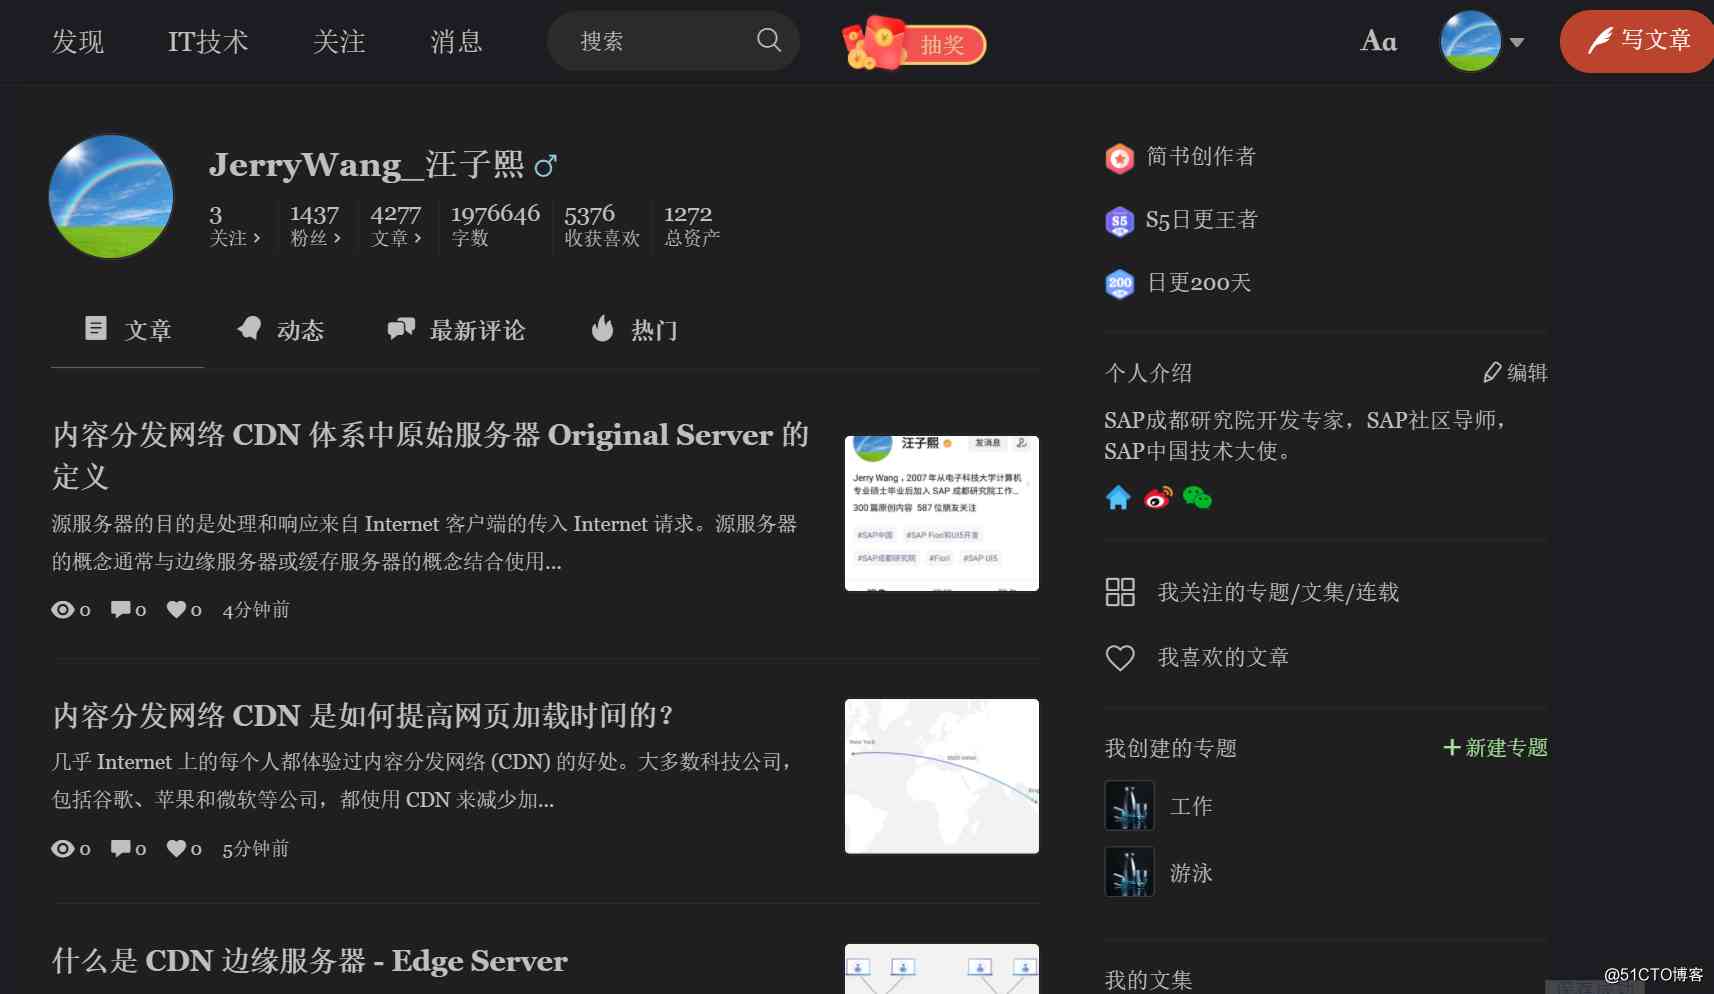 发现
IT技术
关注
消息
搜索
抽奖
Aa
写文章
JerryWang_汪子熙
3
1437
4277
1976646
5376
1272
关注
粉丝
文章
字数
收获喜欢
总资产
文章
动态
最新评论
热门
内容分发网络 CDN 体系中原始服务器 Original Server 的
定义
源服务器的目的是处理和响应来自 Internet 客户端的传入 Internet 请求。源服务器
的概念通常与边缘服务器或缓存服务器的概念结合使用...
0 0 0 4分钟前
汪子熙
发消息
Jerry Wang，2007 年从电子科技大学计算机
专业硕士毕业后加入 SAP 成都研究院工作...
300 篇原创内容 587 位朋友关注
#SAP中国 #SAP Fiori和UI5开发
#SAP成都研究院 #Fiori #SAP UI5
内容分发网络 CDN 是如何提高网页加载时间的？
几乎 Internet 上的每个人都体验过内容分发网络 (CDN) 的好处。大多数科技公司，
包括谷歌、苹果和微软等公司，都使用 CDN 来减少加...
0 0 0 5分钟前
New York
什么是 CDN 边缘服务器 - Edge Server
简书创作者
S5
S5日更王者
200
日更200天
个人介绍
编辑
SAP成都研究院开发专家，SAP社区导师，
SAP中国技术大使。
我关注的专题/文集/连载
我喜欢的文章
我创建的专题
新建专题
工作
游泳
我的文集
@51CTO博客